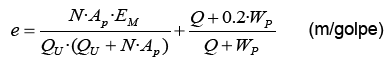 e = N·A_p·E_M / Q_U·(Q_U + N·A_p) + Q + 0.2·W_P / Q + W_P (m/golpe)